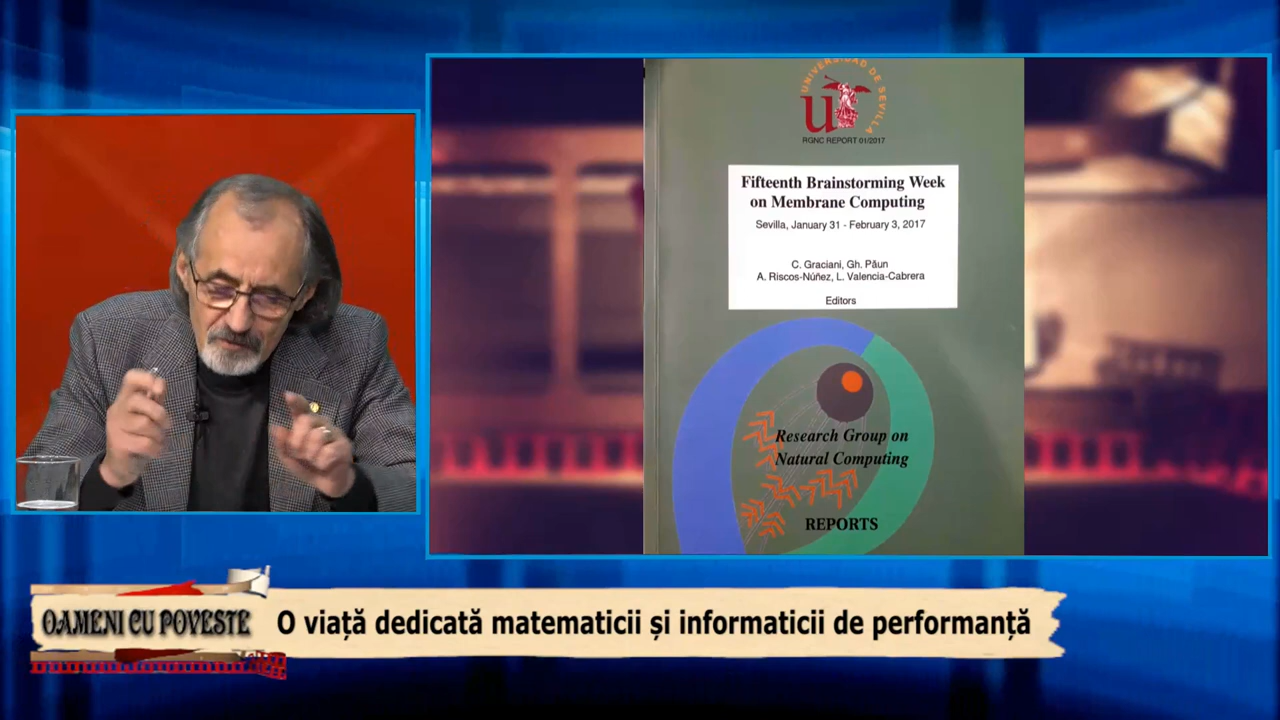 UNIVERSIDAD DE SEVILLA
RGNC REPORT 01/2017
Fifteenth Brainstorming Week
on Membrane Computing
Sevilla, January 31 - February 3, 2017
C. Graciani, Gh. Păun
A. Riscos-Núñez, L. Valencia-Cabrera
Editors
Research Group on
Natural Computing
REPORTS
OAMENI CU POVESTE
O viață dedicată matematicii și informaticii de performanță